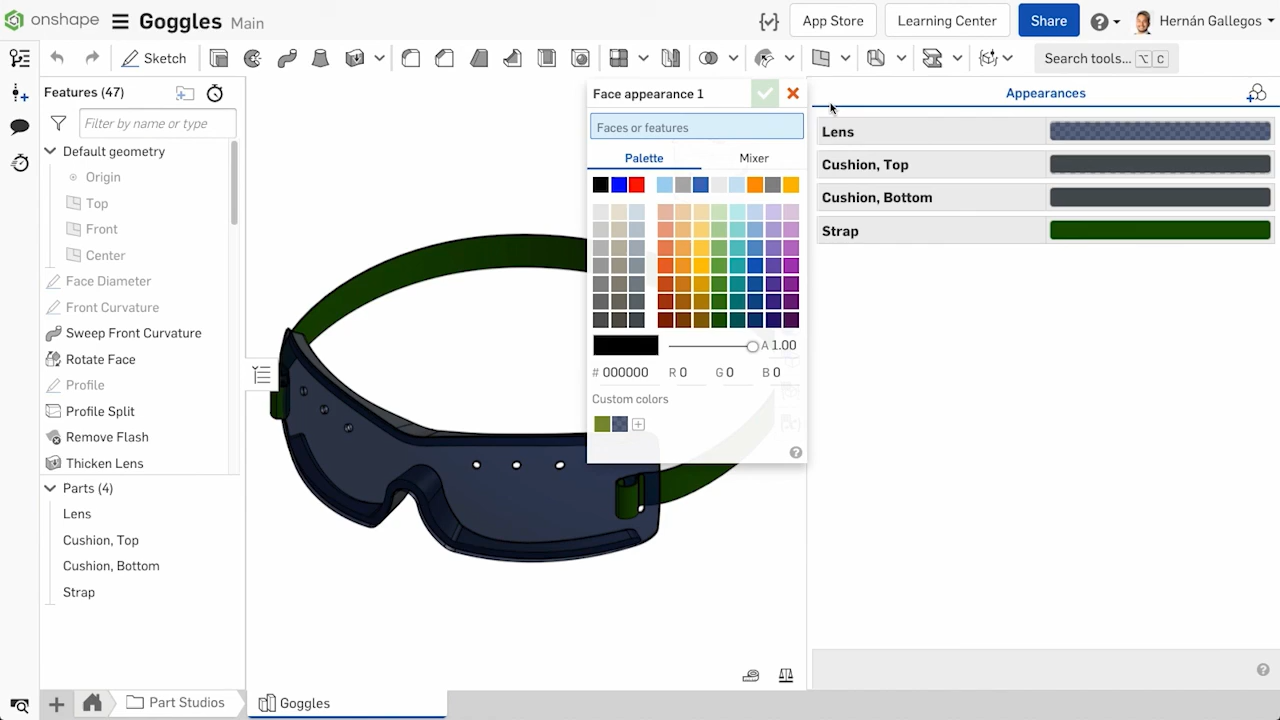 onshape
Goggles Main
App Store
Learning Center
Share
Hernán Gallegos
Sketch
Search tools... ⌥ C
Features (47)
Filter by name or type
Default geometry
Origin
Top
Front
Center
Face Diameter
Front Curvature
Sweep Front Curvature
Rotate Face
Profile
Profile Split
Remove Flash
Thicken Lens
Parts (4)
Lens
Cushion, Top
Cushion, Bottom
Strap
Face appearance 1
Faces or features
Palette Mixer
A 1.00
# 000000 R 0 G 0 B 0
Custom colors
Appearances
Lens
Cushion, Top
Cushion, Bottom
Strap
Part Studios
Goggles